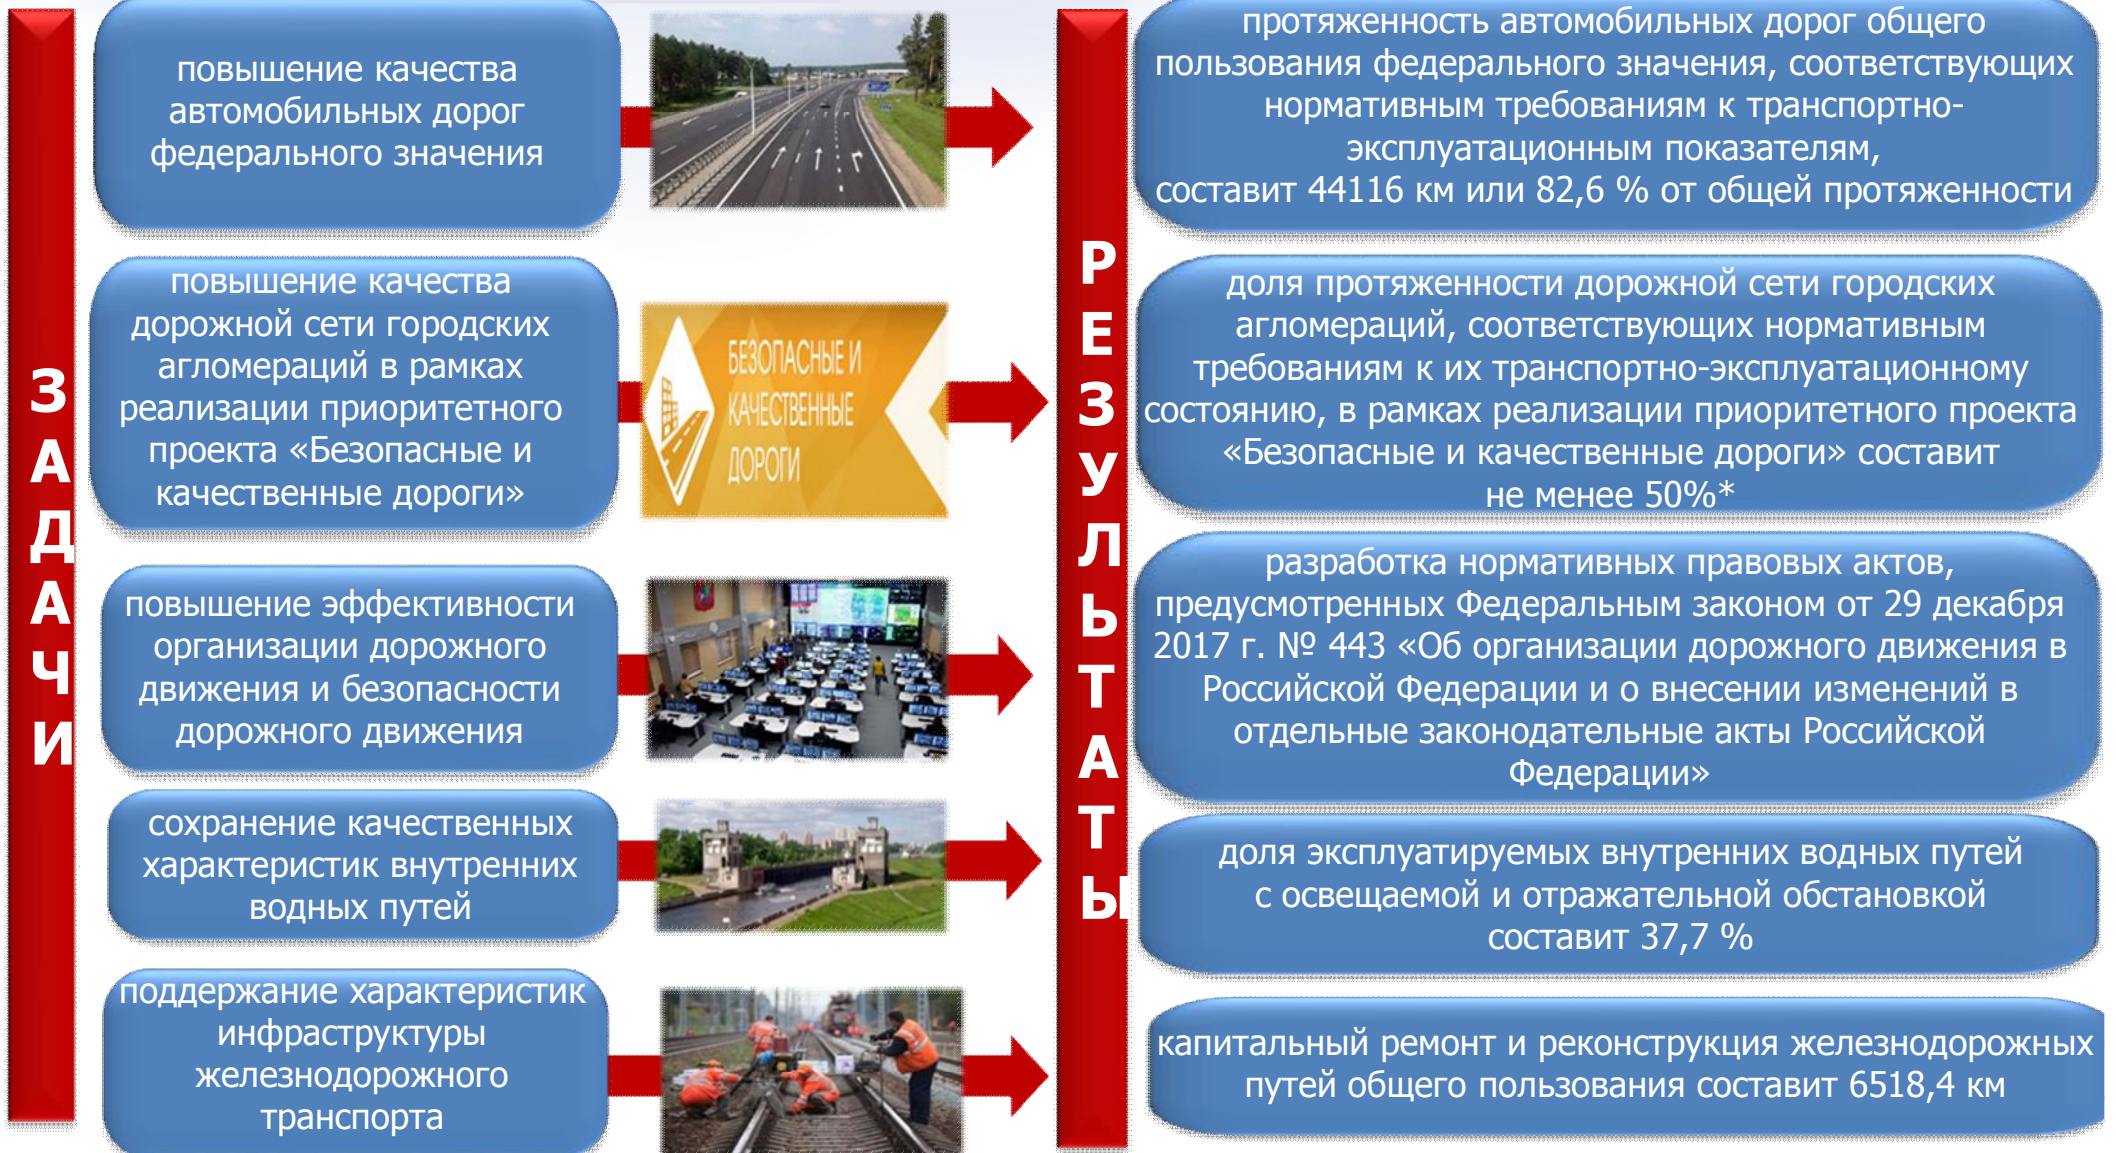 ЗАДАЧИ
повышение качества
автомобильных дорог
федерального значения
повышение качества
дорожной сети городских
агломераций в рамках
реализации приоритетного
проекта «Безопасные и
качественные дороги»
повышение эффективности
организации дорожного
движения и безопасности
дорожного движения
сохранение качественных
характеристик внутренних
водных путей
поддержание характеристик
инфраструктуры
железнодорожного
транспорта
БЕЗОПАСНЫЕ И
КАЧЕСТВЕННЫЕ
ДОРОГИ
РЕЗУЛЬТАТЫ
протяженность автомобильных дорог общего
пользования федерального значения, соответствующих
нормативным требованиям к транспортно-
эксплуатационным показателям,
составит 44116 км или 82,6 % от общей протяженности
доля протяженности дорожной сети городских
агломераций, соответствующих нормативным
требованиям к их транспортно-эксплуатационному
состоянию, в рамках реализации приоритетного проекта
«Безопасные и качественные дороги» составит
не менее 50%*
разработка нормативных правовых актов,
предусмотренных Федеральным законом от 29 декабря
2017 г. № 443 «Об организации дорожного движения в
Российской Федерации и о внесении изменений в
отдельные законодательные акты Российской
Федерации»
доля эксплуатируемых внутренних водных путей
с освещаемой и отражательной обстановкой
составит 37,7 %
капитальный ремонт и реконструкция железнодорожных
путей общего пользования составит 6518,4 км